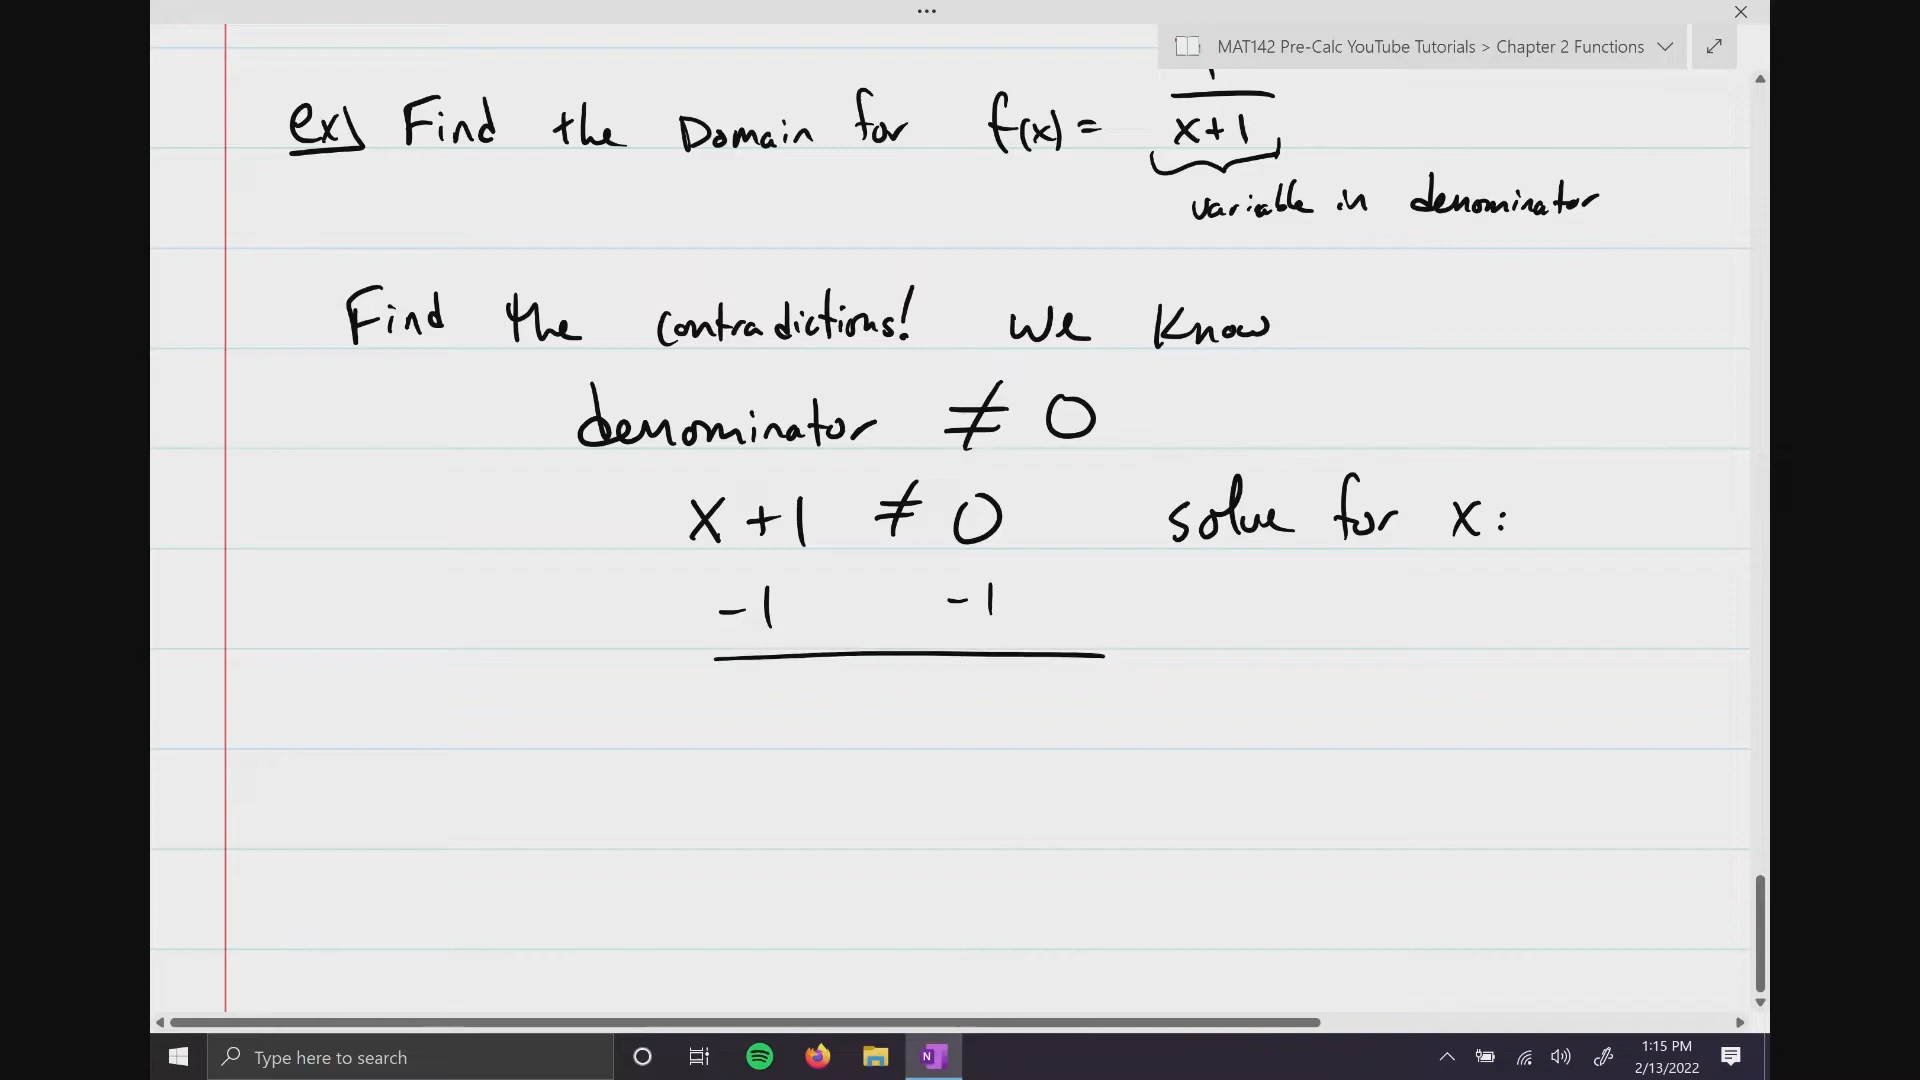 MAT142 Pre-Calc YouTube Tutorials > Chapter 2 Functions
ex) Find the Domain for f(x) = 
x+1
variable in denominator
Find the contradictions! We Know
denominator ≠ 0
x+1 ≠ 0 solve for x:
-1 -1
Type here to search
N
1:15 PM
2/13/2022